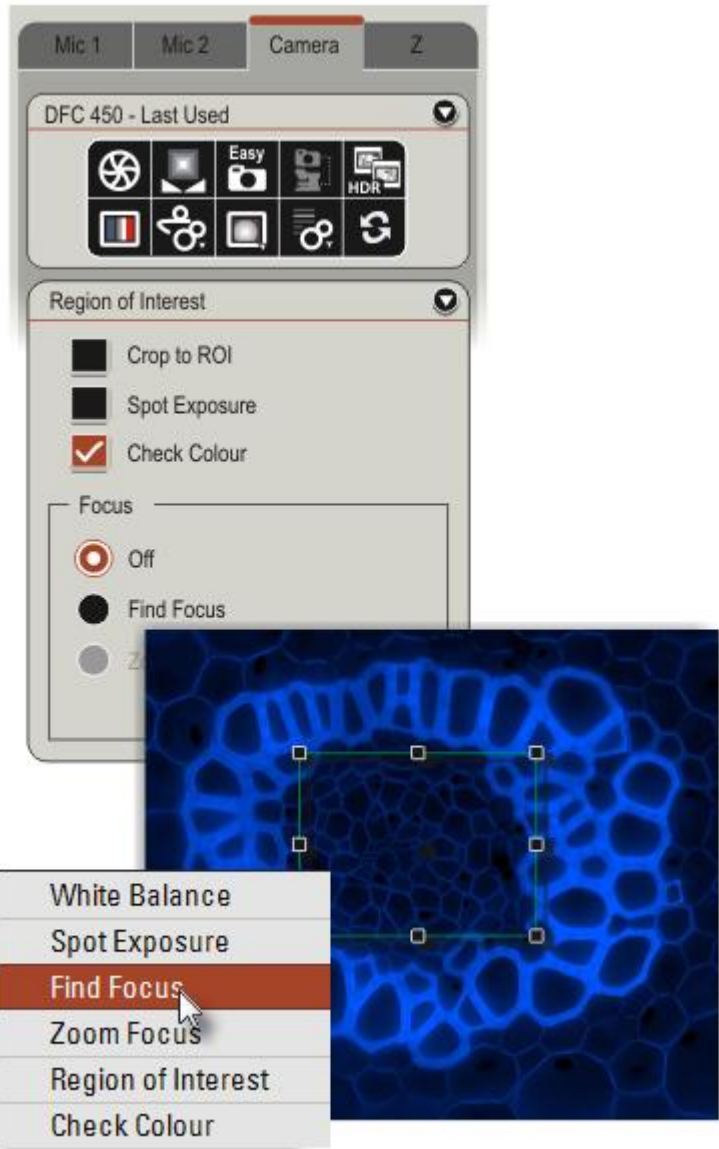 Mic 1 Mic 2 Camera Z
DFC 450 - Last Used
Easy
HDR
Region of Interest
Crop to ROI
Spot Exposure
Check Colour
Focus
Off
Find Focus
White Balance
Spot Exposure
Find Focus
Zoom Focus
Region of Interest
Check Colour